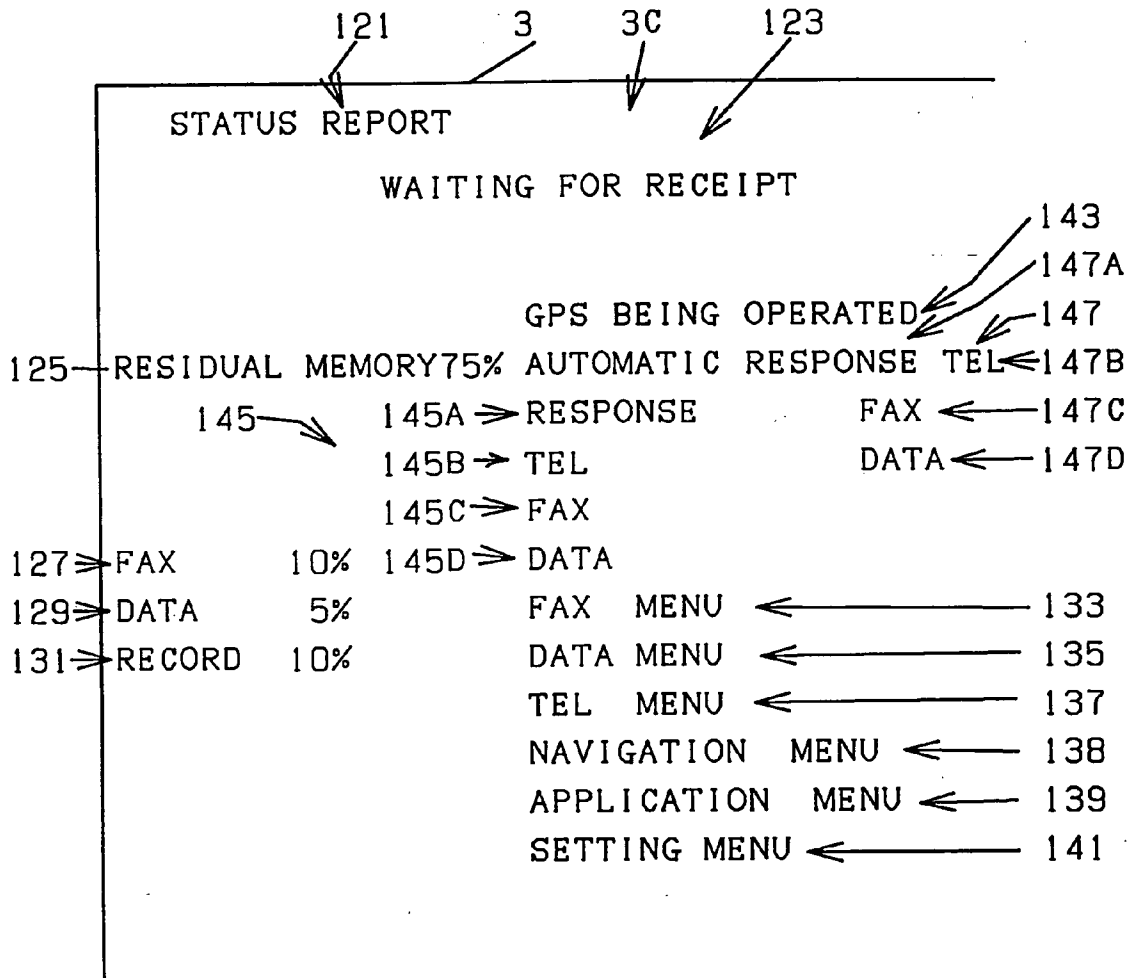 121 3 3C 123
STATUS REPORT
WAITING FOR RECEIPT
143
147A
GPS BEING OPERATED 147
125 RESIDUAL MEMORY 75% AUTOMATIC RESPONSE TEL 147B
145 145A RESPONSE FAX 147C
145B TEL DATA 147D
145C FAX
127 FAX 10% 145D DATA
129 DATA 5% FAX MENU 133
131 RECORD 10% DATA MENU 135
TEL MENU 137
NAVIGATION MENU 138
APPLICATION MENU 139
SETTING MENU 141